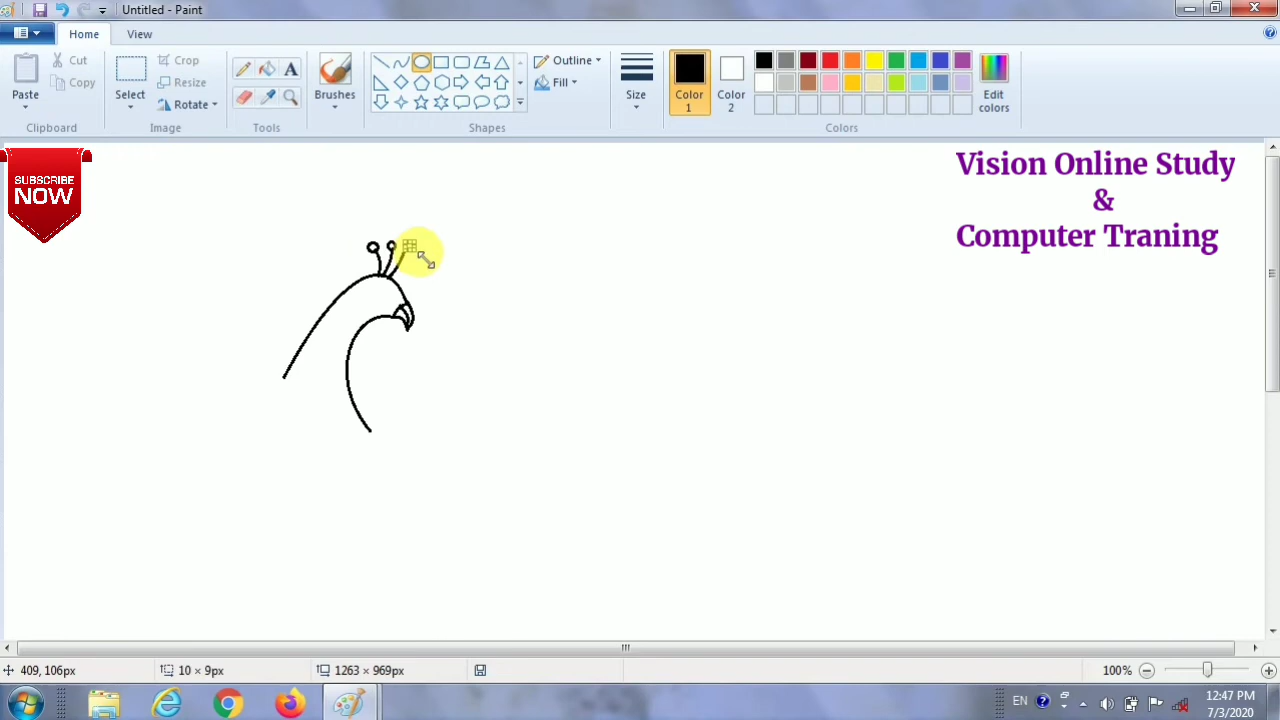 Untitled - Paint
Home
View
Paste
Cut
Copy
Clipboard
Select
Crop
Resize
Rotate
Image
A
Tools
Brushes
Outline
Fill
Shapes
Size
Color
1
Color
2
Edit
colors
Colors
SUBSCRIBE
NOW
Vision Online Study
&
Computer Traning
409, 106px
10 × 9px
1263 × 969px
100%
EN
12:47 PM
7/3/2020